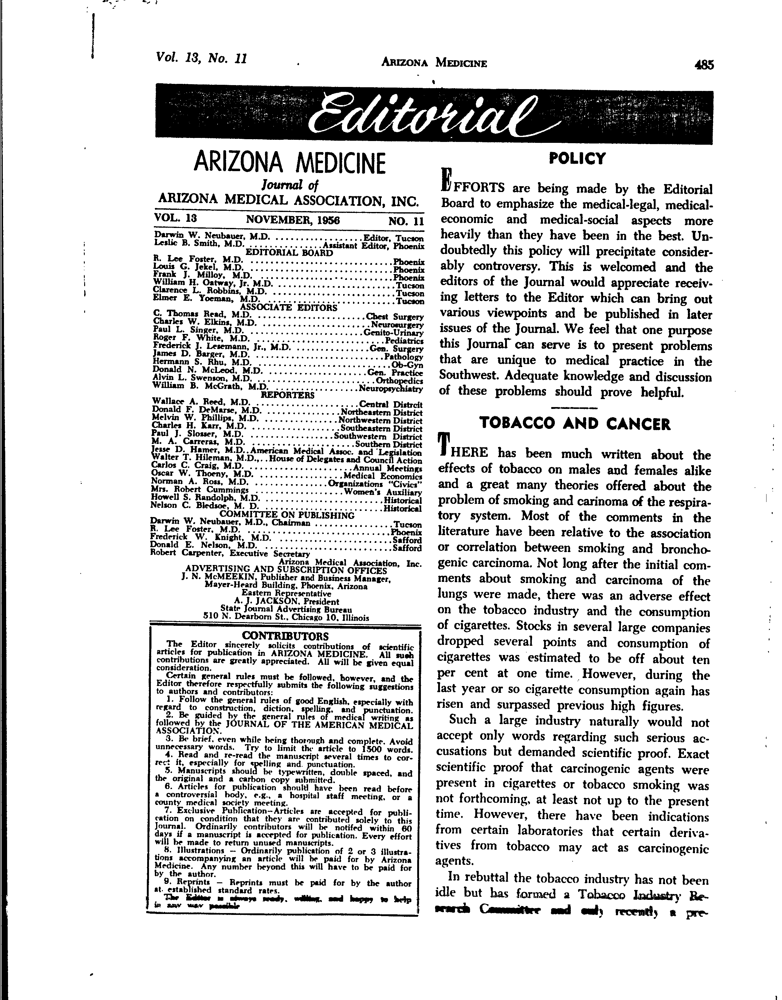 Vol. 13, No. 11
ARIZONA MEDICINE
485
Editorial
ARIZONA MEDICINE
Journal of
ARIZONA MEDICAL ASSOCIATION, INC.
VOL. 13 NOVEMBER, 1956 NO. 11
Darwin W. Neubauer, M.D. ..................Editor, Tucson
Leslie B. Smith, M.D. ................Assistant Editor, Phoenix
EDITORIAL BOARD
R. Lee Foster, M.D. ..............................Phoenix
Louis G. Jekel, M.D. ..............................Phoenix
Frank J. Milloy, M.D. .............................Phoenix
William H. Oatway, Jr. M.D. ........................Tucson
Clarence L. Robbins, M.D. ..........................Tucson
Elmer E. Yoeman, M.D. ............................Tucson
ASSOCIATE EDITORS
C. Thomas Read, M.D. ........................Chest Surgery
Charles W. Elkins, M.D. ........................Neurosurgery
Paul L. Singer, M.D. ........................Genito-Urinary
Roger F. White, M.D. ............................Pediatrics
Frederick J. Lesemann, Jr., M.D. ................Gen. Surgery
James D. Barger, M.D. ............................Pathology
Hermann S. Rhu, M.D. ..............................Ob-Gyn
Donald N. McLeod, M.D. ......................Gen. Practice
Alvin L. Swenson, M.D. ..........................Orthopedics
William B. McGrath, M.D. ....................Neuropsychiatry
REPORTERS
Wallace A. Reed, M.D. ......................Central Distrcit
Donald F. DeMarse, M.D. ................Northeastern District
Melvin W. Phillips, M.D. ................Northwestern District
Charles H. Karr, M.D. ..................Southeastern District
Paul J. Slosser, M.D. ..................Southwestern District
M. A. Carreras, M.D. ......................Southern District
Jesse D. Hamer, M.D..American Medical Assoc. and Legislation
Walter T. Hileman, M.D.,..House of Delegates and Council Action
Carlos C. Craig, M.D. ......................Annual Meetings
Oscar W. Thoeny, M.D. ....................Medical Economics
Norman A. Ross, M.D. ..................Organizations "Civics"
Mrs. Robert Cummings ....................Women's Auxiliary
Howell S. Randolph, M.D. ..........................Historical
Nelson C. Bledsoe, M. D. ..........................Historical
COMMITTEE ON PUBLISHING
Darwin W. Neubauer, M.D., Chairman ................Tucson
R. Lee Foster, M.D. ..............................Phoenix
Frederick W. Knight, M.D. ........................Safford
Donald E. Nelson, M.D. ..........................Safford
Robert Carpenter, Executive Secretary
Arizona Medical Association, Inc.
ADVERTISING AND SUBSCRIPTION OFFICES
J. N. McMEEKIN, Publisher and Business Manager,
Mayer-Heard Building, Phoenix, Arizona
Eastern Representative
A. J. JACKSON, President
State Journal Advertising Bureau
510 N. Dearborn St., Chicago 10, Illinois
CONTRIBUTORS
The Editor sincerely solicits contributions of scientific
articles for publication in ARIZONA MEDICINE. All such
contributions are greatly appreciated. All will be given equal
consideration.
Certain general rules must be followed, however, and the
Editor therefore respectfully submits the following suggestions
to authors and contributors:
1. Follow the general rules of good English, especially with
regard to construction, diction, spelling, and punctuation.
2. Be guided by the general rules of medical writing as
followed by the JOURNAL OF THE AMERICAN MEDICAL
ASSOCIATION.
3. Be brief, even while being thorough and complete. Avoid
unnecessary words. Try to limit the article to 1500 words.
4. Read and re-read the manuscript several times to cor-
rect it, especially for spelling and punctuation.
5. Manuscripts should be typewritten, double spaced, and
the original and a carbon copy submitted.
6. Articles for publication should have been read before
a controversial body, e.g., a hospital staff meeting, or a
county medical society meeting.
7. Exclusive Publication—Articles are accepted for publi-
cation on condition that they are contributed solely to this
Journal. Ordinarily contributors will be notifed within 60
days if a manuscript is accepted for publication. Every effort
will be made to return unused manuscripts.
8. Illustrations — Ordinarily publication of 2 or 3 illustra-
tions accompanying an article will be paid for by Arizona
Medicine. Any number beyond this will have to be paid for
by the author.
9. Reprints — Reprints must be paid for by the author
at established standard rates.
The Editor is always ready, willing, and happy to help
in any way possible
POLICY
EFFORTS are being made by the Editorial
Board to emphasize the medical-legal, medical-
economic and medical-social aspects more
heavily than they have been in the best. Un-
doubtedly this policy will precipitate consider-
ably controversy. This is welcomed and the
editors of the Journal would appreciate receiv-
ing letters to the Editor which can bring out
various viewpoints and be published in later
issues of the Journal. We feel that one purpose
this Journal can serve is to present problems
that are unique to medical practice in the
Southwest. Adequate knowledge and discussion
of these problems should prove helpful.
TOBACCO AND CANCER
THERE has been much written about the
effects of tobacco on males and females alike
and a great many theories offered about the
problem of smoking and carinoma of the respira-
tory system. Most of the comments in the
literature have been relative to the association
or correlation between smoking and broncho-
genic carcinoma. Not long after the initial com-
ments about smoking and carcinoma of the
lungs were made, there was an adverse effect
on the tobacco industry and the consumption
of cigarettes. Stocks in several large companies
dropped several points and consumption of
cigarettes was estimated to be off about ten
per cent at one time. However, during the
last year or so cigarette consumption again has
risen and surpassed previous high figures.
Such a large industry naturally would not
accept only words regarding such serious ac-
cusations but demanded scientific proof. Exact
scientific proof that carcinogenic agents were
present in cigarettes or tobacco smoking was
not forthcoming, at least not up to the present
time. However, there have been indications
from certain laboratories that certain deriva-
tives from tobacco may act as carcinogenic
agents.
In rebuttal the tobacco industry has not been
idle but has formed a Tobacco Industry Re-
search Committee and only recently a pre-